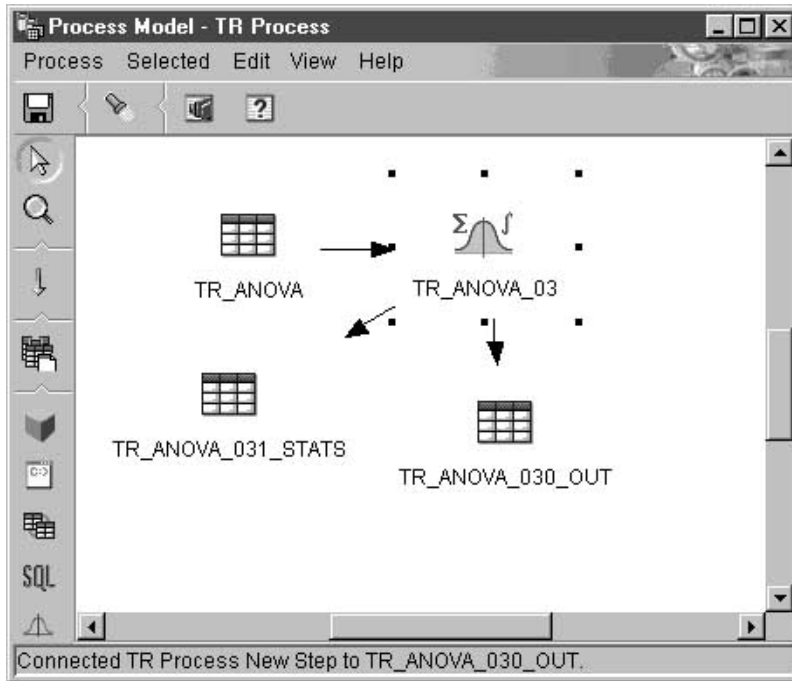 Process Model - TR Process
Process Selected Edit View Help
TR_ANOVA
TR_ANOVA_03
TR_ANOVA_031_STATS
TR_ANOVA_030_OUT
SQL
Connected TR Process New Step to TR_ANOVA_030_OUT.